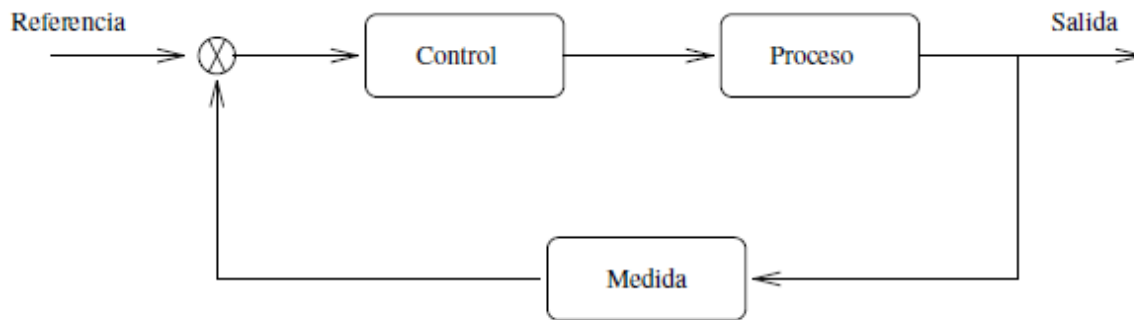 Referencia
Salida
Control
Proceso
Medida